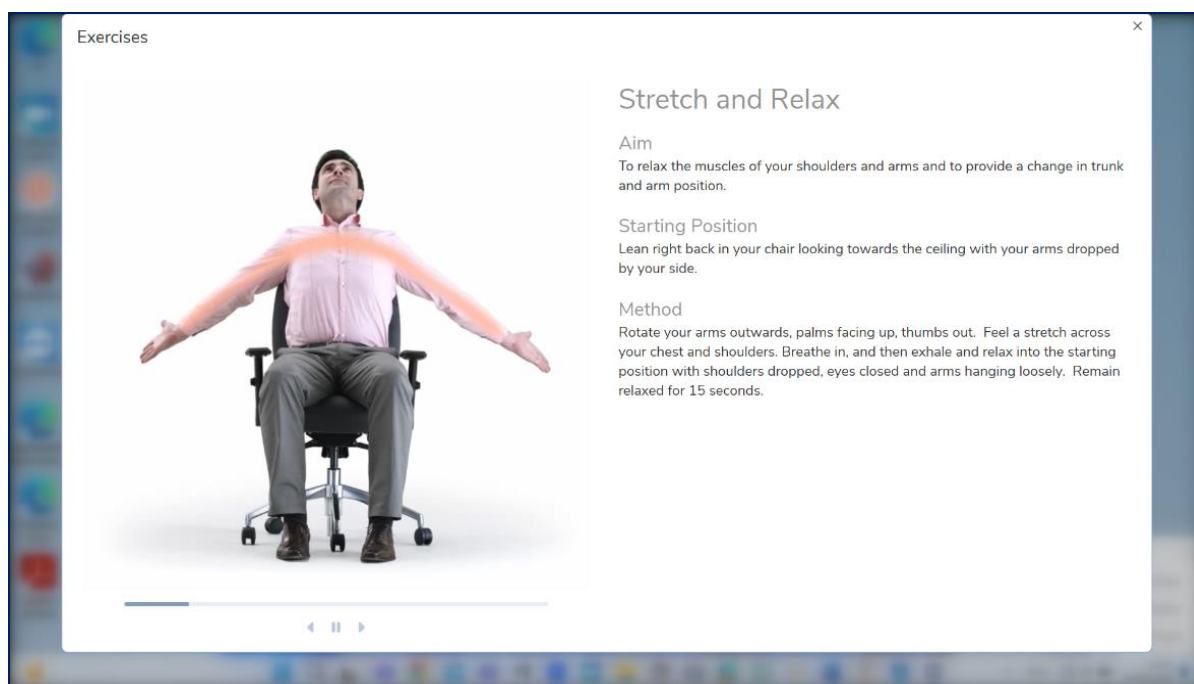 Exercises
Stretch and Relax
Aim
To relax the muscles of your shoulders and arms and to provide a change in trunk
and arm position.
Starting Position
Lean right back in your chair looking towards the ceiling with your arms dropped
by your side.
Method
Rotate your arms outwards, palms facing up, thumbs out.  Feel a stretch across
your chest and shoulders. Breathe in, and then exhale and relax into the starting
position with shoulders dropped, eyes closed and arms hanging loosely.  Remain
relaxed for 15 seconds.